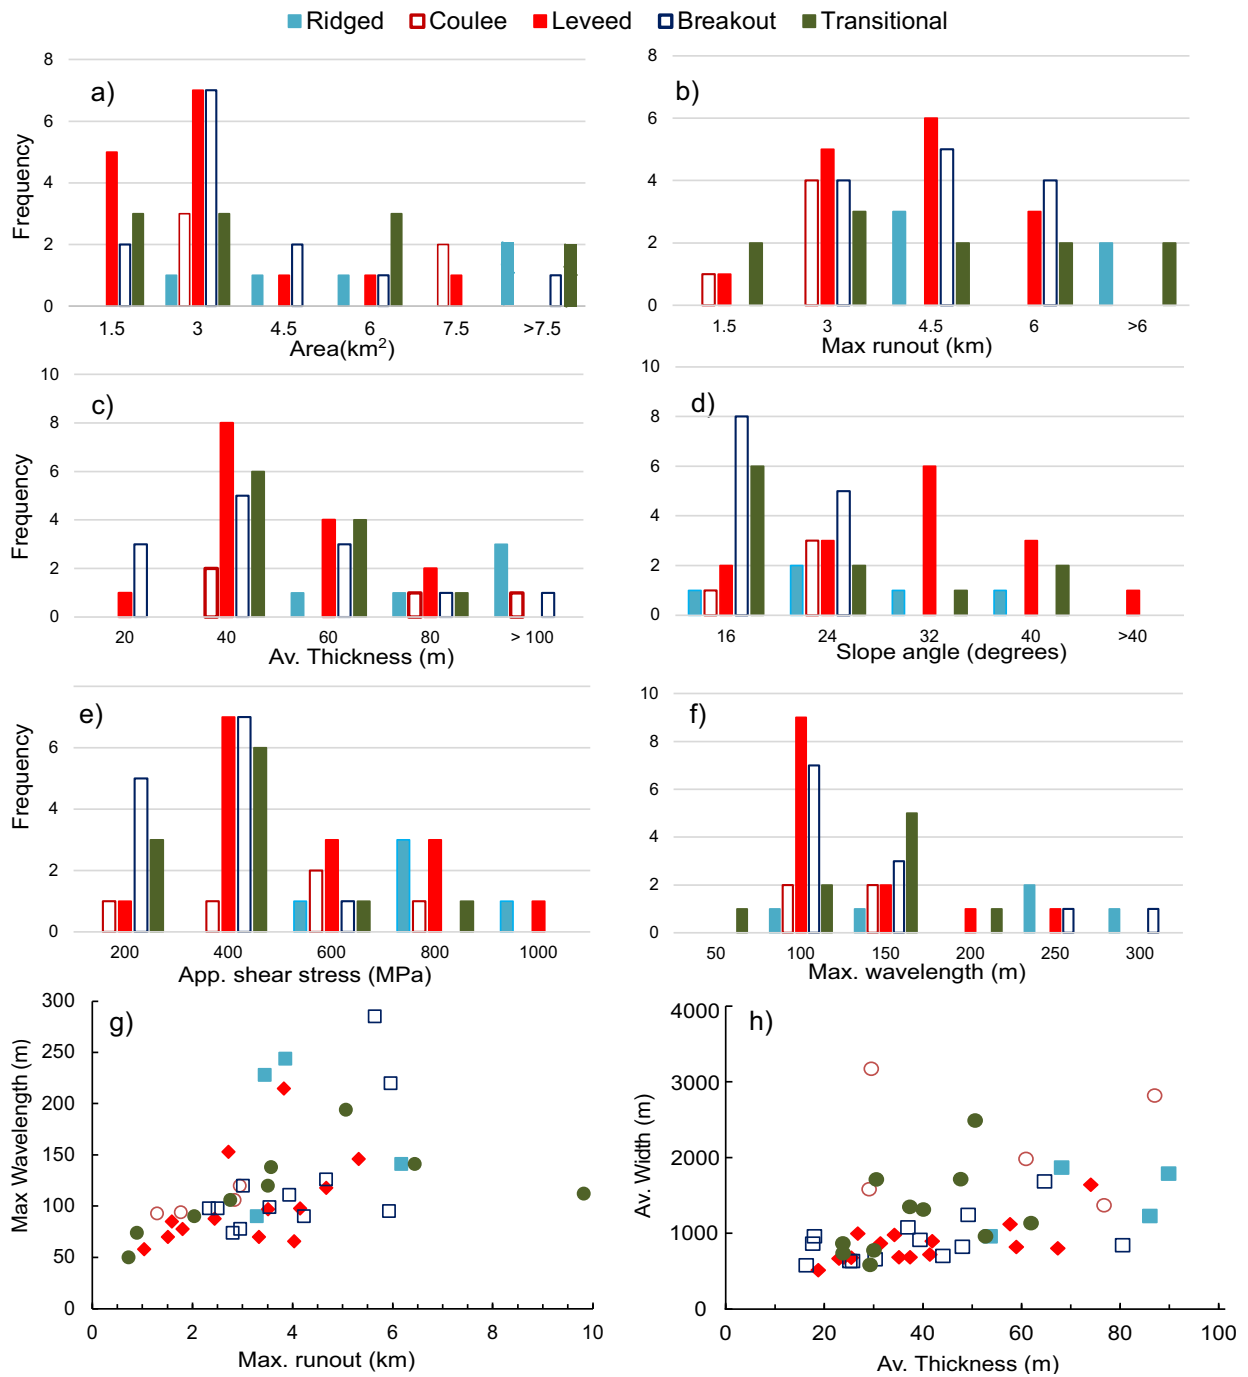 Ridged Coulee Leveed Breakout Transitional
a)
Frequency
8
6
4
2
0
1.5 3 4.5 6 7.5 >7.5
Area(km²)
b)
8
6
4
2
0
1.5 3 4.5 6 >6
Max runout (km)
c)
Frequency
10
8
6
4
2
0
20 40 60 80 > 100
Av. Thickness (m)
d)
10
8
6
4
2
0
16 24 32 40 >40
Slope angle (degrees)
e)
Frequency
6
4
2
0
200 400 600 800 1000
App. shear stress (MPa)
f)
10
8
6
4
2
0
50 100 150 200 250 300
Max. wavelength (m)
g)
Max Wavelength (m)
300
250
200
150
100
50
0
0 2 4 6 8 10
Max. runout (km)
h)
Av. Width (m)
4000
3000
2000
1000
0
0 20 40 60 80 100
Av. Thickness (m)